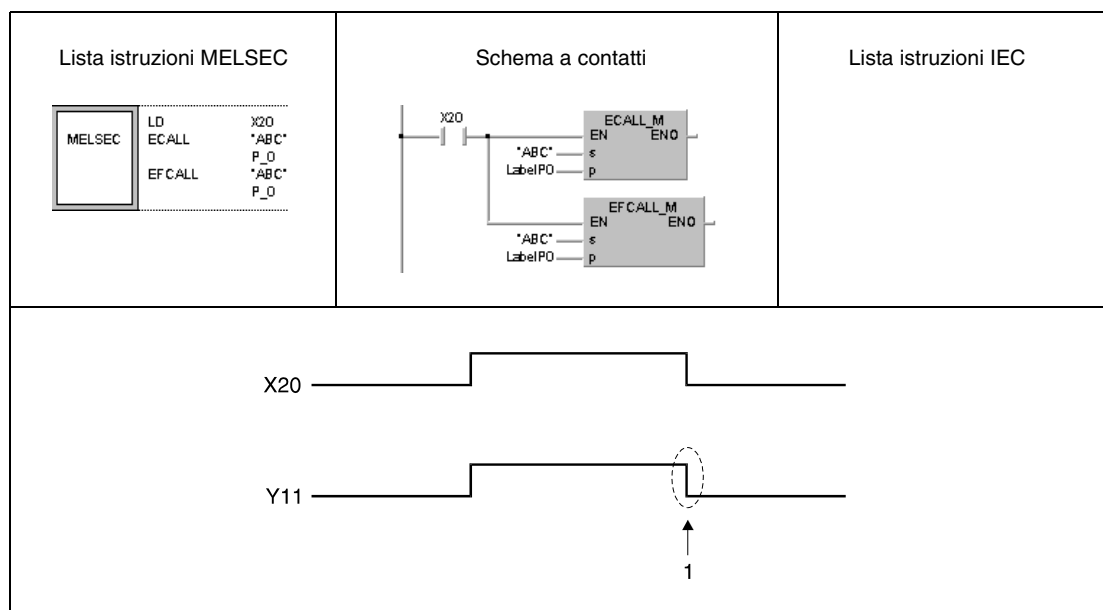 Lista istruzioni MELSEC
Schema a contatti
Lista istruzioni IEC
MELSEC
LD X20
ECALL "ABC"
P_0
EFCALL "ABC"
P_0
X20
ECALL_M
EN ENO
"ABC" s
LabelP0 p
EFCALL_M
EN ENO
"ABC" s
LabelP0 p
X20
Y11
1